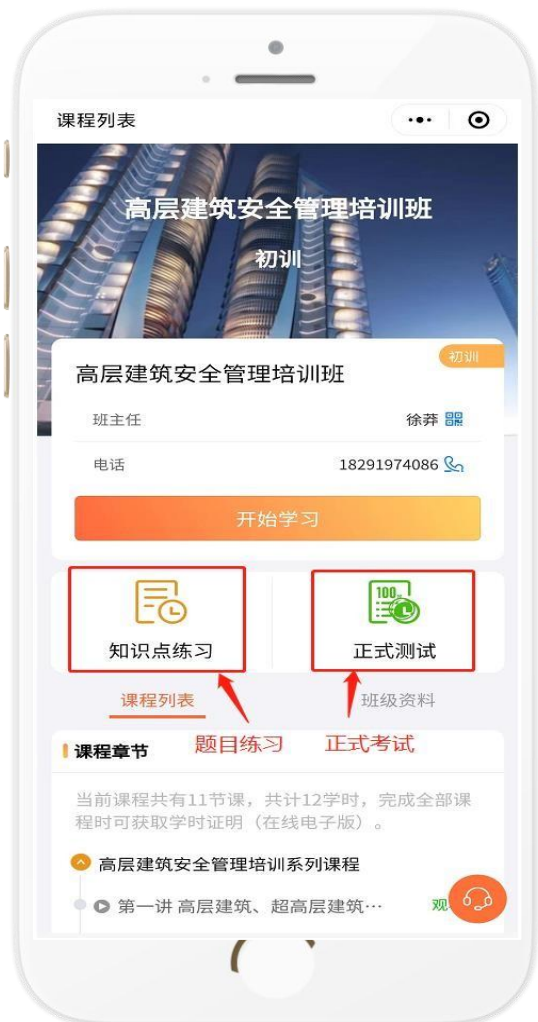 课程列表
高层建筑安全管理培训班
初训
初训
高层建筑安全管理培训班
班主任 徐莽
电话 18291974086
开始学习
100
知识点练习 正式测试
课程列表 班级资料
题目练习 正式考试
课程章节
当前课程共有11节课，共计12学时，完成全部课
程时可获取学时证明（在线电子版）。
高层建筑安全管理培训系列课程
第一讲 高层建筑、超高层建筑… 观